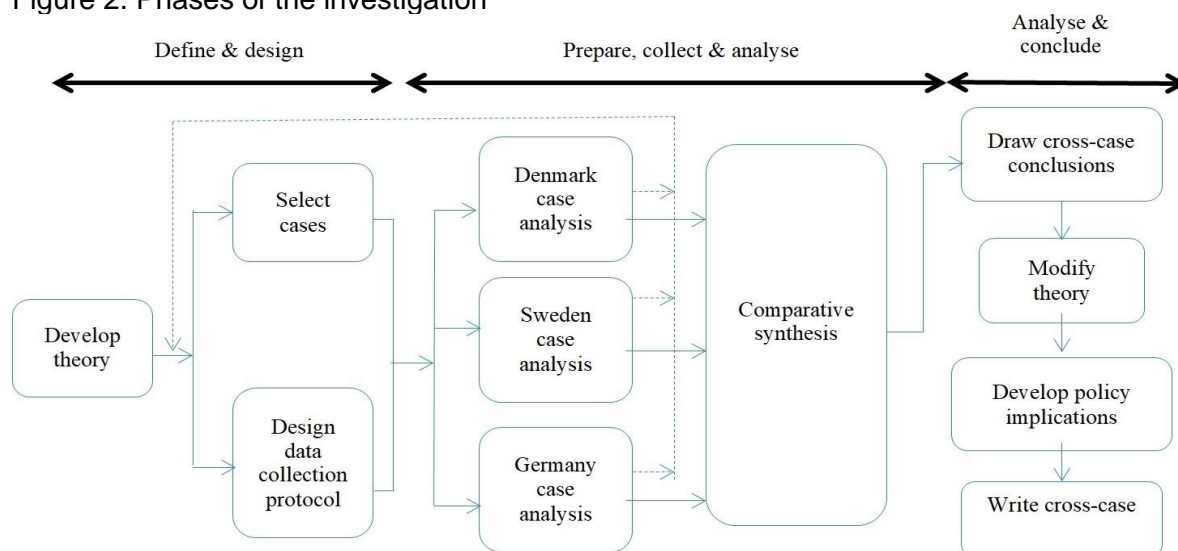 Figure 2: Phases of the investigation
Define & design
Prepare, collect & analyse
Analyse &
conclude
Develop
theory
Select
cases
Design
data
collection
protocol
Denmark
case
analysis
Sweden
case
analysis
Germany
case
analysis
Comparative
synthesis
Draw cross-case
conclusions
Modify
theory
Develop policy
implications
Write cross-case